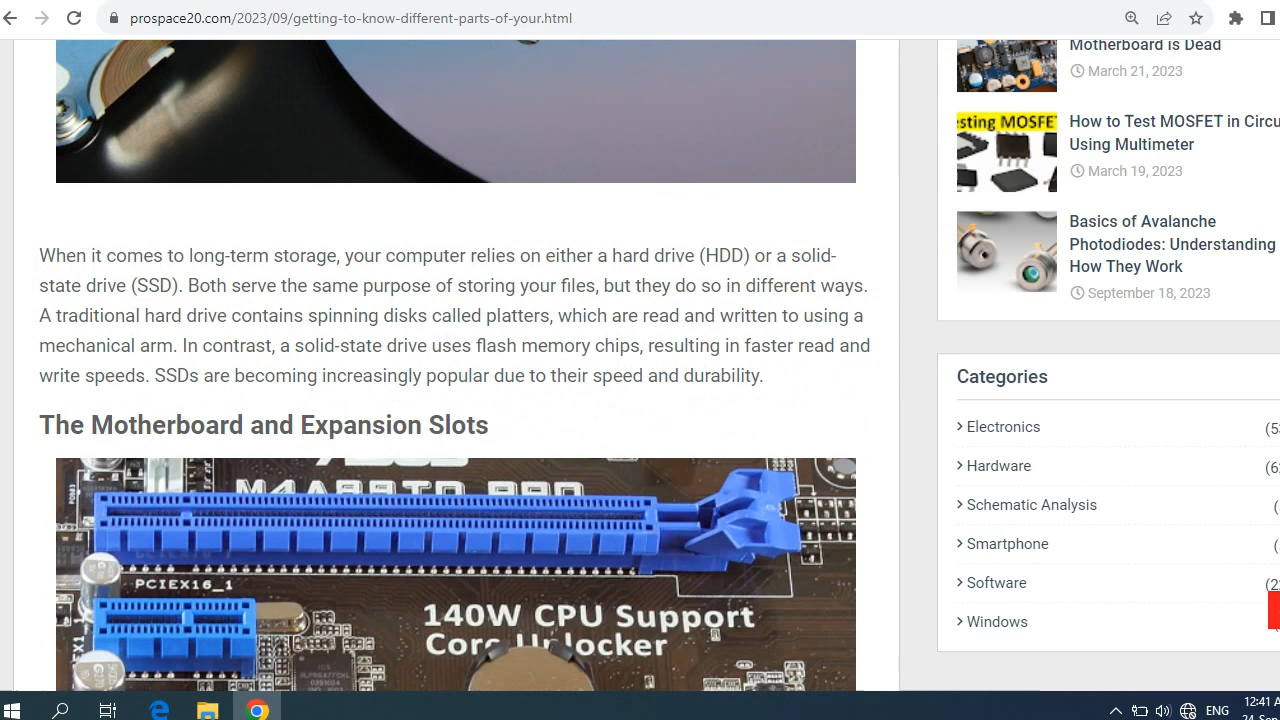 prospace20.com/2023/09/getting-to-know-different-parts-of-your.html
Motherboard is Dead
March 21, 2023
esting MOSFE
How to Test MOSFET in Circu
Using Multimeter
March 19, 2023
Basics of Avalanche
Photodiodes: Understanding
How They Work
September 18, 2023
When it comes to long-term storage, your computer relies on either a hard drive (HDD) or a solid-
state drive (SSD). Both serve the same purpose of storing your files, but they do so in different ways.
A traditional hard drive contains spinning disks called platters, which are read and written to using a
mechanical arm. In contrast, a solid-state drive uses flash memory chips, resulting in faster read and
write speeds. SSDs are becoming increasingly popular due to their speed and durability.
The Motherboard and Expansion Slots
PCIEX16_1
140W CPU Support
Core Unlocker
Categories
Electronics
Hardware
Schematic Analysis
Smartphone
Software
Windows
ENG
12:41 A